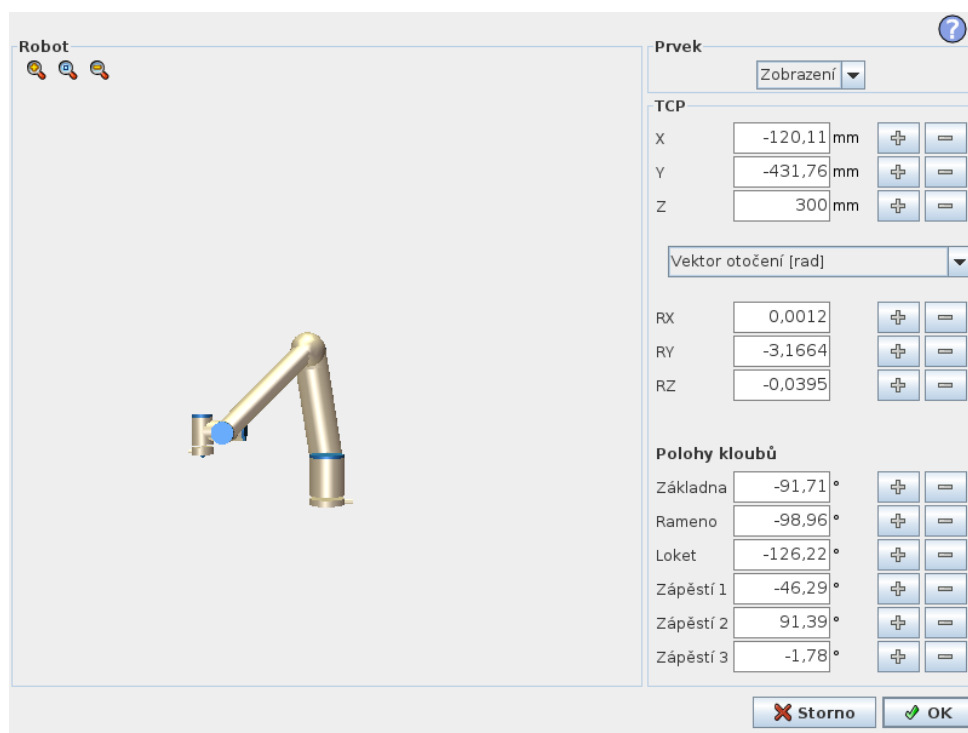 Robot
Prvek
Zobrazení
TCP
X -120,11 mm
Y -431,76 mm
Z 300 mm
Vektor otočení [rad]
RX 0,0012
RY -3,1664
RZ -0,0395
Polohy kloubů
Základna -91,71 °
Rameno -98,96 °
Loket -126,22 °
Zápěstí 1 -46,29 °
Zápěstí 2 91,39 °
Zápěstí 3 -1,78 °
Storno OK